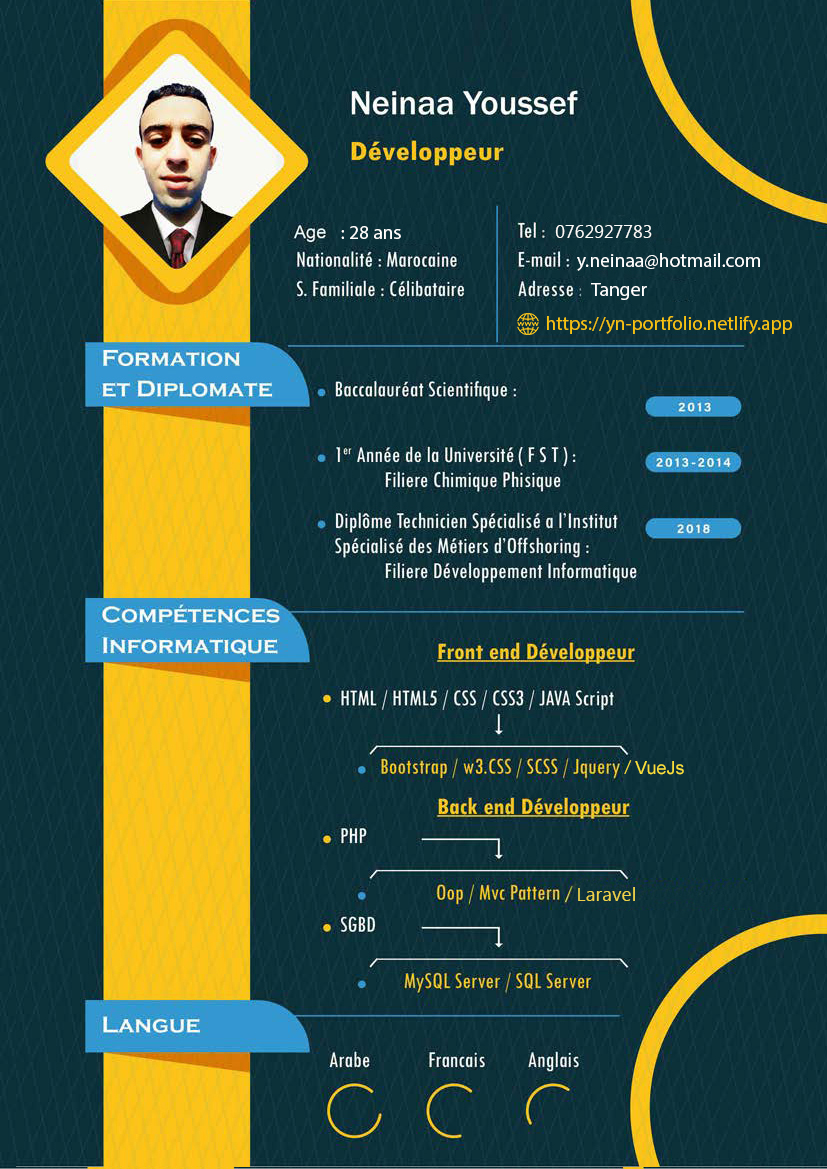 Neinaa Youssef
Développeur
Age : 28 ans
Nationalité : Marocaine
S. Familiale : Célibataire
Tel : 0762927783
E-mail : y.neinaa@hotmail.com
Adresse : Tanger
https://yn-portfolio.netlify.app
FORMATION
ET DIPLOMATE
Baccalauréat Scientifique :
2013
1er Année de la Université ( F S T ) :
2013-2014
Filiere Chimique Phisique
Diplôme Technicien Spécialisé a l'Institut
2018
Spécialisé des Métiers d'Offshoring :
Filiere Développement Informatique
COMPÉTENCES
INFORMATIQUE
Front end Développeur
HTML / HTML5 / CSS / CSS3 / JAVA Script
Bootstrap / w3.CSS / SCSS / Jquery / VueJs
Back end Développeur
PHP
Oop / Mvc Pattern / Laravel
SGBD
MySQL Server / SQL Server
LANGUE
Arabe
Francais
Anglais